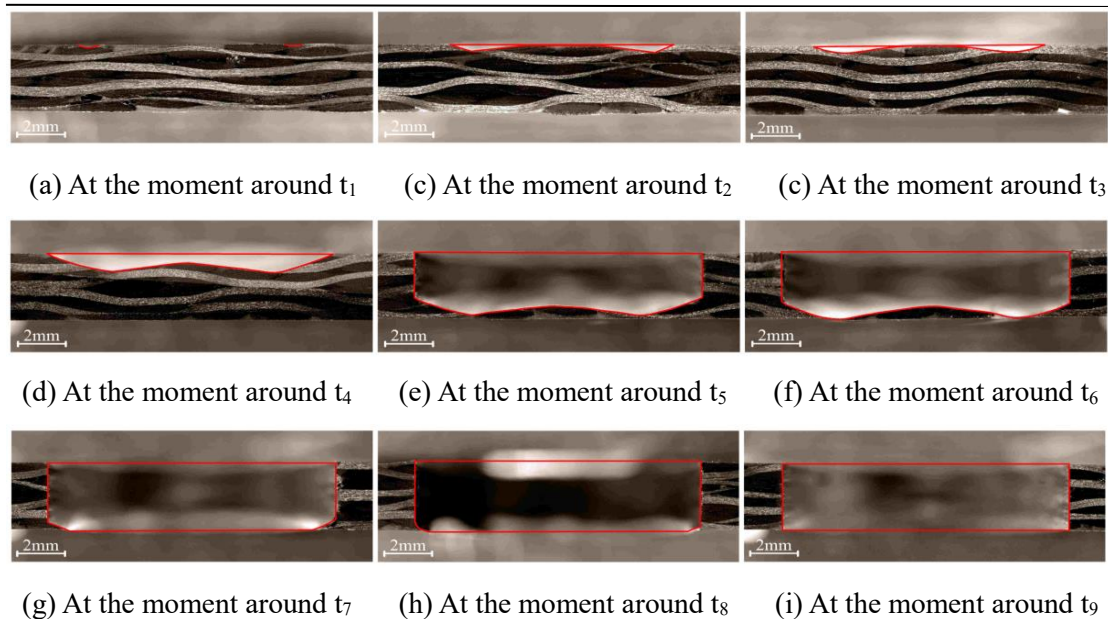 2mm 2mm 2mm
(a) At the moment around t₁ (c) At the moment around t₂ (c) At the moment around t₃
2mm 2mm 2mm
(d) At the moment around t₄ (e) At the moment around t₅ (f) At the moment around t₆
2mm 2mm 2mm
(g) At the moment around t₇ (h) At the moment around t₈ (i) At the moment around t₉